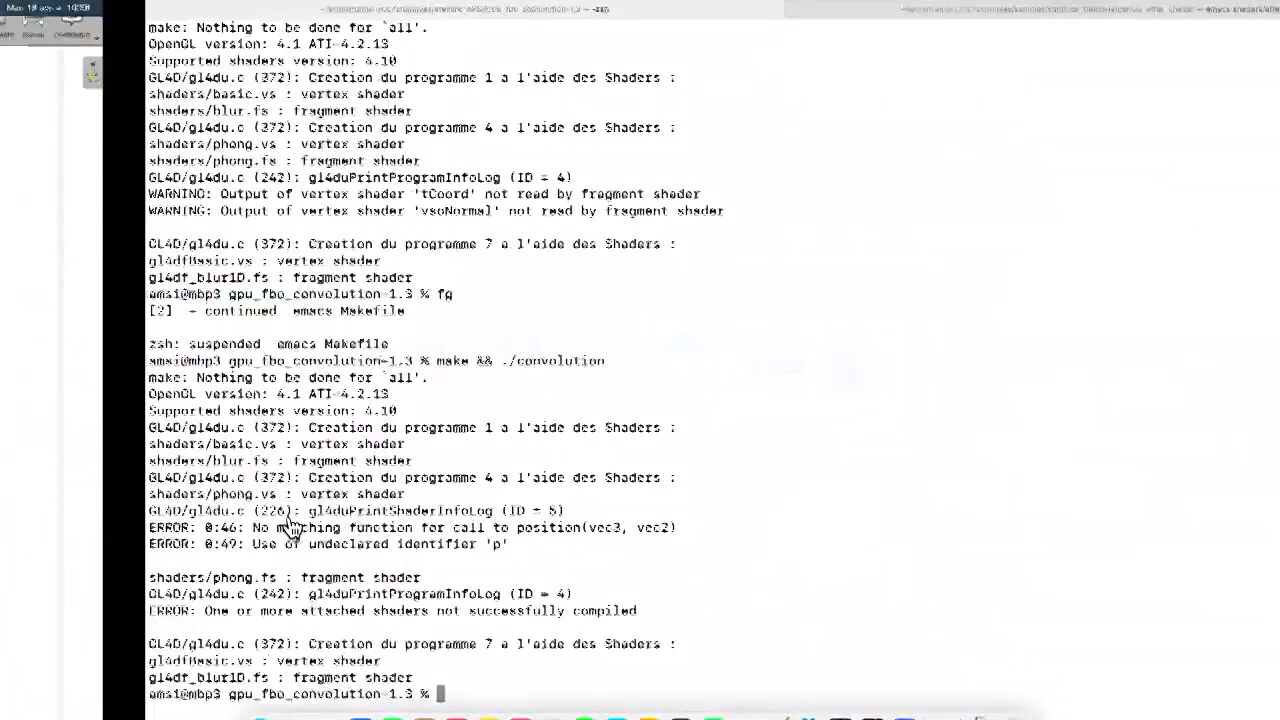 make: Nothing to be done for `all'.
OpenGL version: 4.1 ATI-4.2.13
Supported shaders version: 4.10
GL4D/gl4du.c (372): Creation du programme 1 a l'aide des Shaders :
shaders/basic.vs : vertex shader
shaders/blur.fs : fragment shader
GL4D/gl4du.c (372): Creation du programme 4 a l'aide des Shaders :
shaders/phong.vs : vertex shader
shaders/phong.fs : fragment shader
GL4D/gl4du.c (242): gl4duPrintProgramInfoLog (ID = 4)
WARNING: Output of vertex shader 'tCoord' not read by fragment shader
WARNING: Output of vertex shader 'vsoNormal' not read by fragment shader
GL4D/gl4du.c (372): Creation du programme 7 a l'aide des Shaders :
gl4dfBasic.vs : vertex shader
gl4df_blur1D.fs : fragment shader
amsi@mbp3 gpu_fbo_convolution-1.3 % fg
[2]  + continued  emacs Makefile
zsh: suspended  emacs Makefile
amsi@mbp3 gpu_fbo_convolution-1.3 % make && ./convolution
make: Nothing to be done for `all'.
OpenGL version: 4.1 ATI-4.2.13
Supported shaders version: 4.10
GL4D/gl4du.c (372): Creation du programme 1 a l'aide des Shaders :
shaders/basic.vs : vertex shader
shaders/blur.fs : fragment shader
GL4D/gl4du.c (372): Creation du programme 4 a l'aide des Shaders :
shaders/phong.vs : vertex shader
GL4D/gl4du.c (226): gl4duPrintShaderInfoLog (ID = 5)
ERROR: 0:46: No matching function for call to position(vec3, vec2)
ERROR: 0:49: Use of undeclared identifier 'p'
shaders/phong.fs : fragment shader
GL4D/gl4du.c (242): gl4duPrintProgramInfoLog (ID = 4)
ERROR: One or more attached shaders not successfully compiled
GL4D/gl4du.c (372): Creation du programme 7 a l'aide des Shaders :
gl4dfBasic.vs : vertex shader
gl4df_blur1D.fs : fragment shader
amsi@mbp3 gpu_fbo_convolution-1.3 %